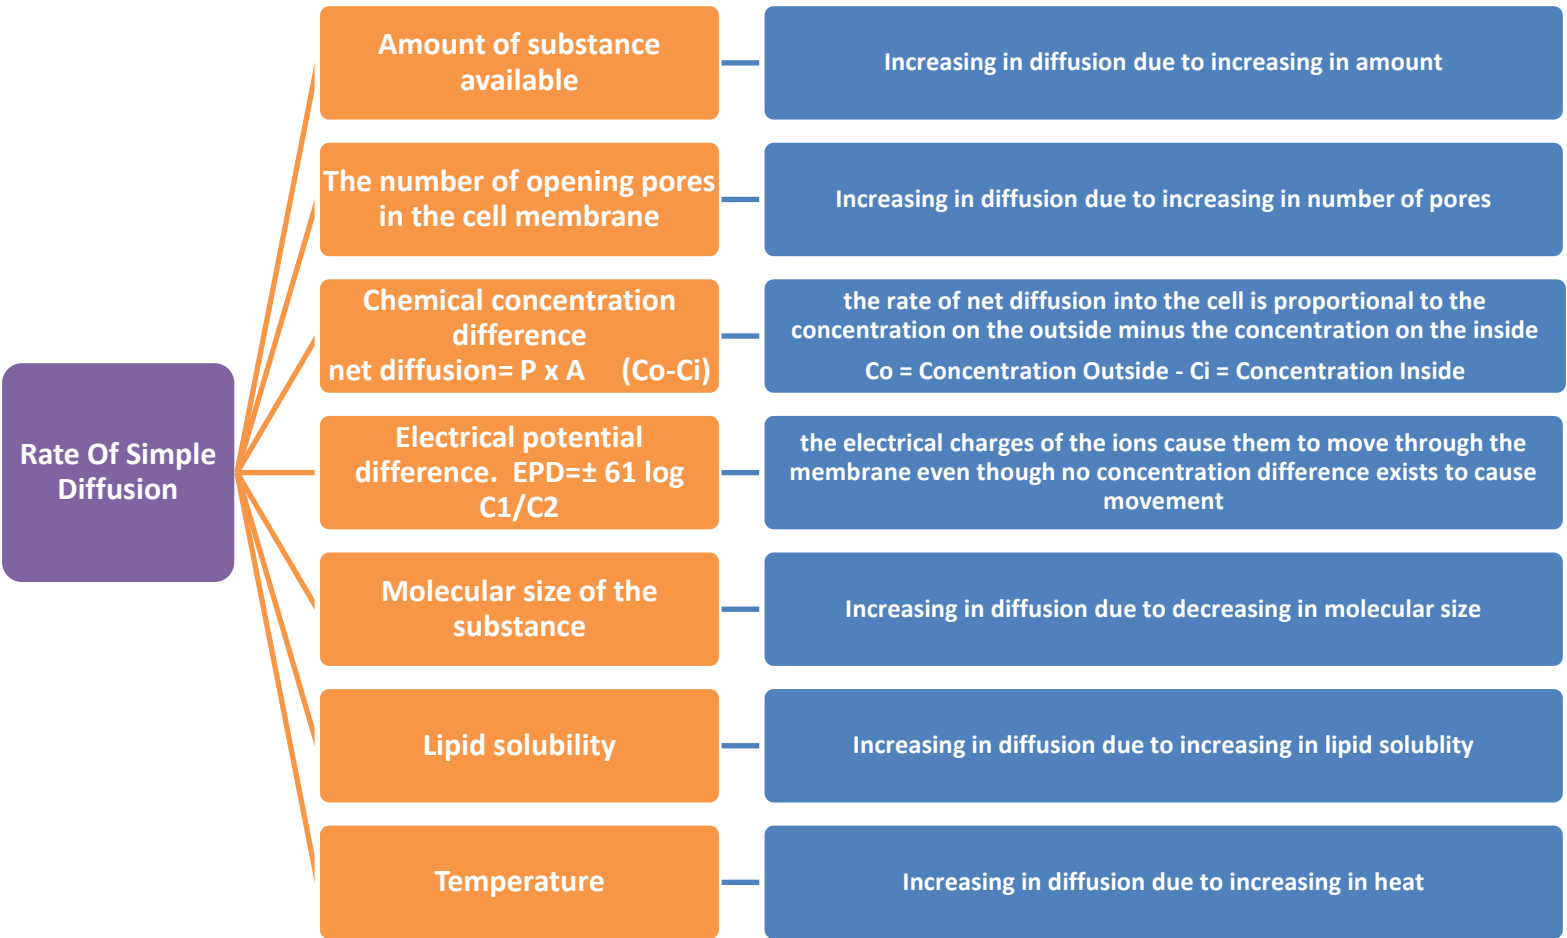 Rate Of Simple
Diffusion
Amount of substance
available
Increasing in diffusion due to increasing in amount
The number of opening pores
in the cell membrane
Increasing in diffusion due to increasing in number of pores
Chemical concentration
difference
net diffusion= P x A (Co-Ci)
the rate of net diffusion into the cell is proportional to the
concentration on the outside minus the concentration on the inside
Co = Concentration Outside - Ci = Concentration Inside
Electrical potential
difference. EPD=± 61 log
C1/C2
the electrical charges of the ions cause them to move through the
membrane even though no concentration difference exists to cause
movement
Molecular size of the
substance
Increasing in diffusion due to decreasing in molecular size
Lipid solubility
Increasing in diffusion due to increasing in lipid solublity
Temperature
Increasing in diffusion due to increasing in heat